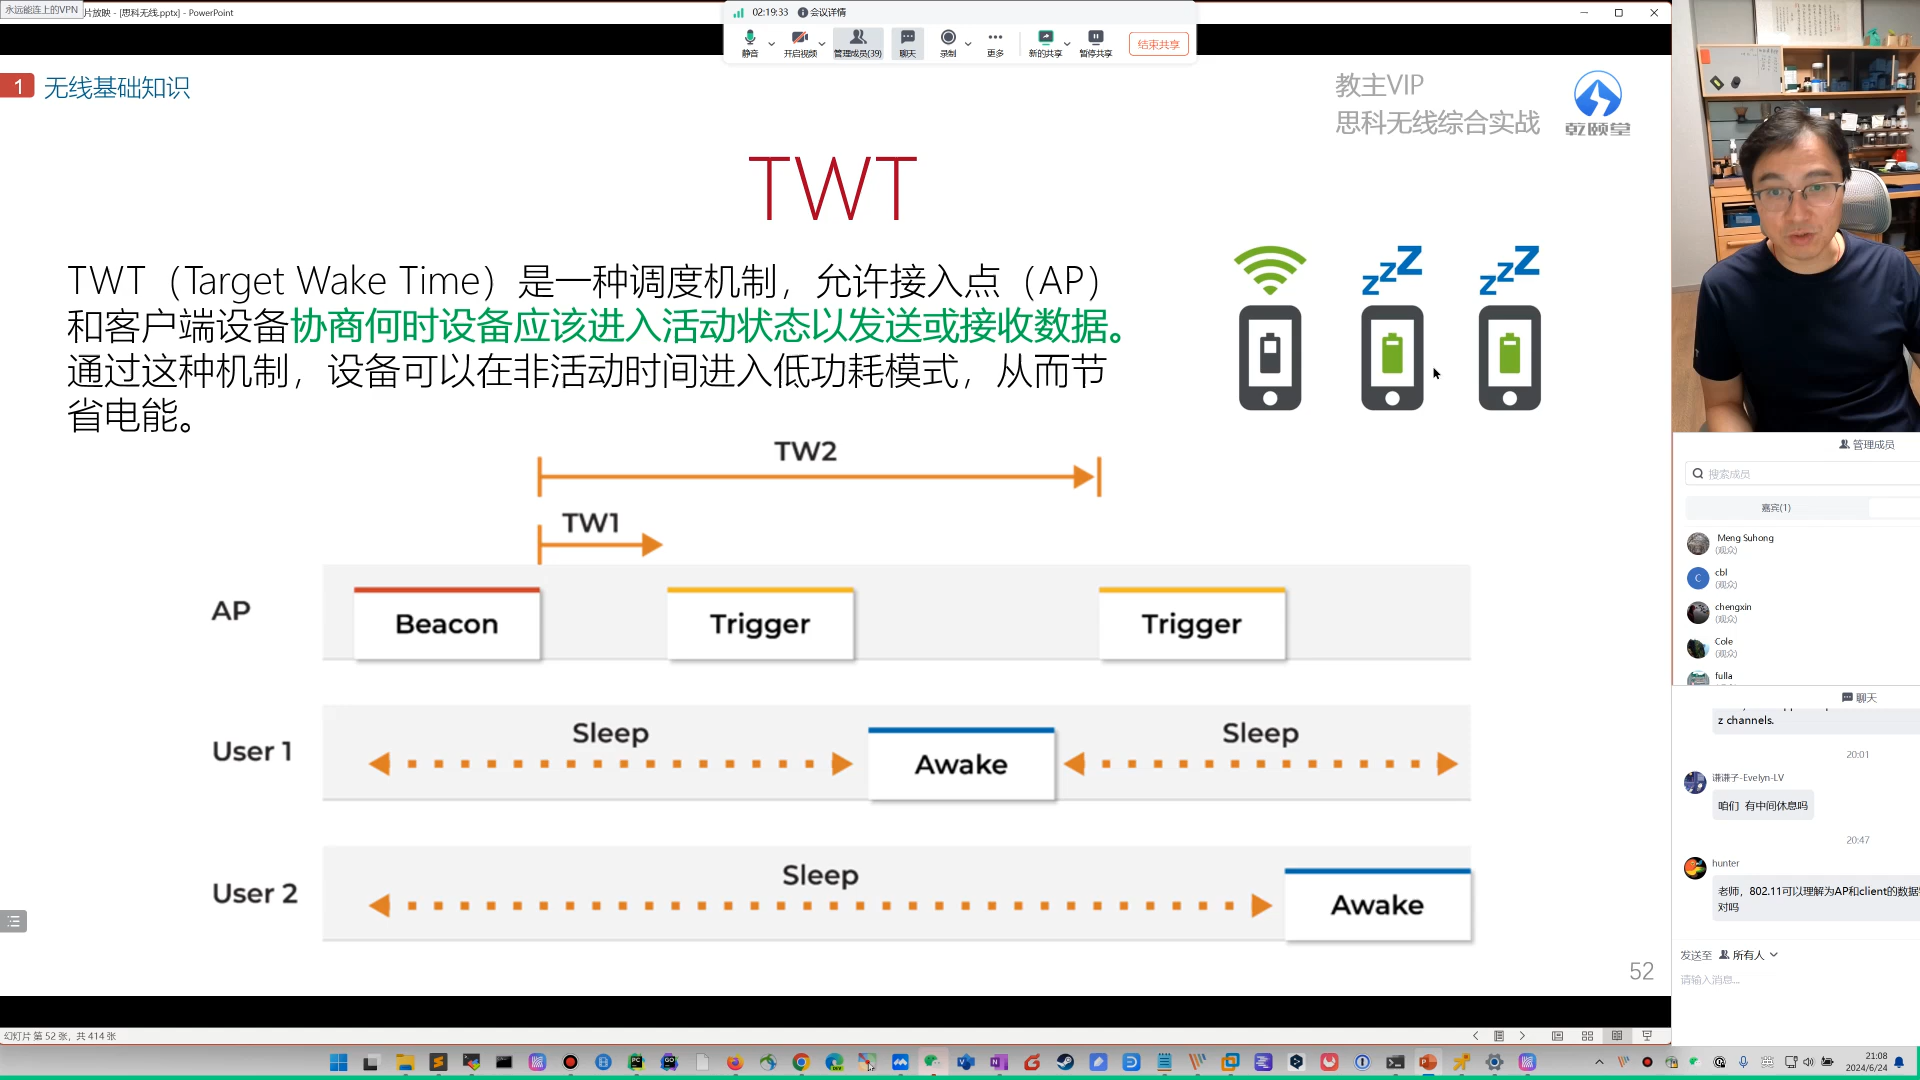 永远能连上的VPN
片放映 - [思科无线.pptx] - PowerPoint
02:19:33 会议详情
静音
开启视频
管理成员(39)
聊天
录制
更多
新的共享
暂停共享
结束共享
1 无线基础知识
教主VIP
思科无线综合实战
乾颐堂
TWT
TWT（Target Wake Time）是一种调度机制，允许接入点（AP）
和客户端设备协商何时设备应该进入活动状态以发送或接收数据。
通过这种机制，设备可以在非活动时间进入低功耗模式，从而节
省电能。
zzZ
zzZ
TW2
TW1
AP
Beacon
Trigger
Trigger
User 1
Sleep
Awake
Sleep
User 2
Sleep
Awake
52
管理成员
搜索成员
嘉宾(1)
Meng Suhong
(观众)
C
cbl
(观众)
chengxin
(观众)
Cole
(观众)
fulla
聊天
z channels.
20:01
谦谦子-Evelyn-LV
咱们 有中间休息吗
20:47
hunter
老师，802.11可以理解为AP和client的数据
对吗
发送至 所有人
请输入消息...
幻灯片 第 52 张，共 414 张
21:08
2024/6/24